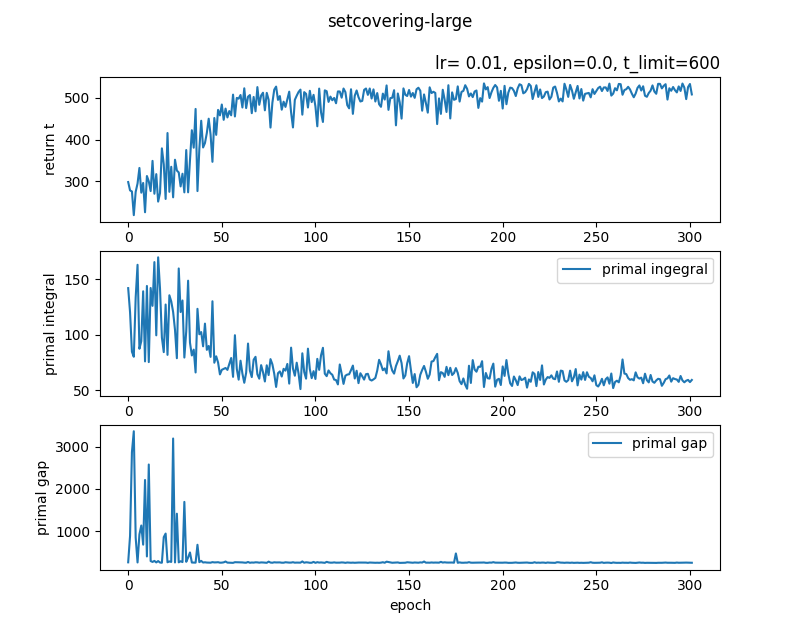 setcovering-large
lr= 0.01, epsilon=0.0, t_limit=600
return t
500
400
300
0 50 100 150 200 250 300
primal integral
150
100
50
primal ingegral
0 50 100 150 200 250 300
primal gap
3000
2000
1000
primal gap
0 50 100 150 200 250 300
epoch